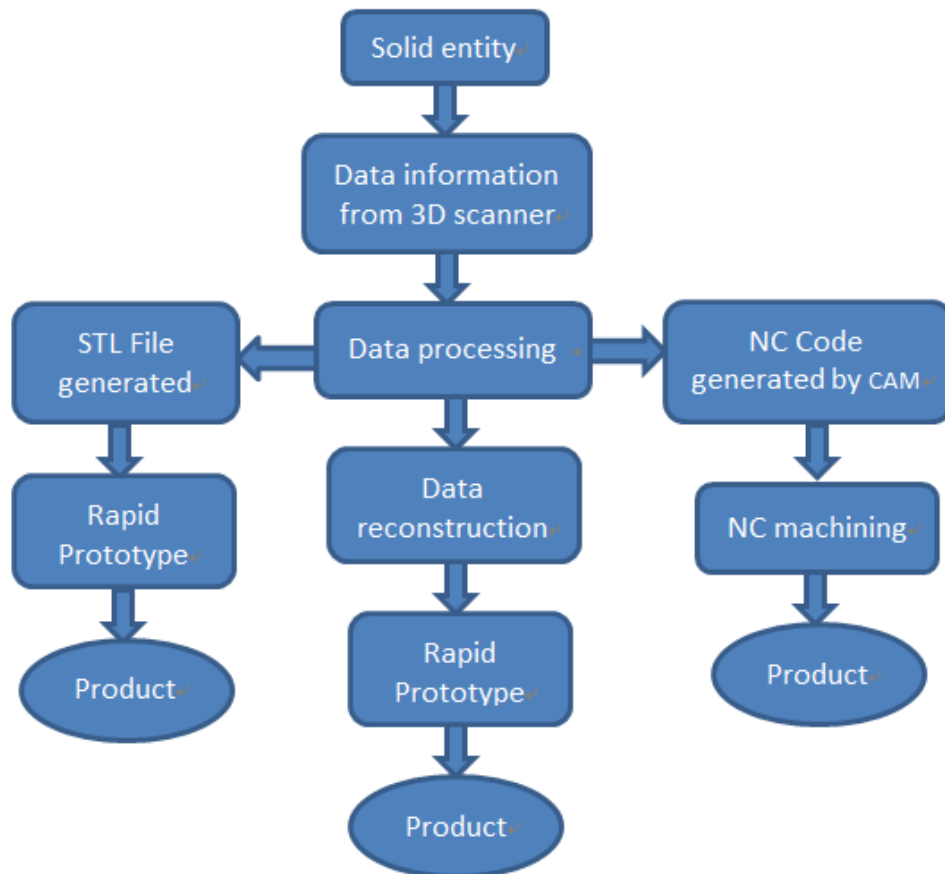 Solid entity
Data information
from 3D scanner
STL File
generated
Data processing
NC Code
generated by CAM
Rapid
Prototype
Data
reconstruction
NC machining
Product
Rapid
Prototype
Product
Product